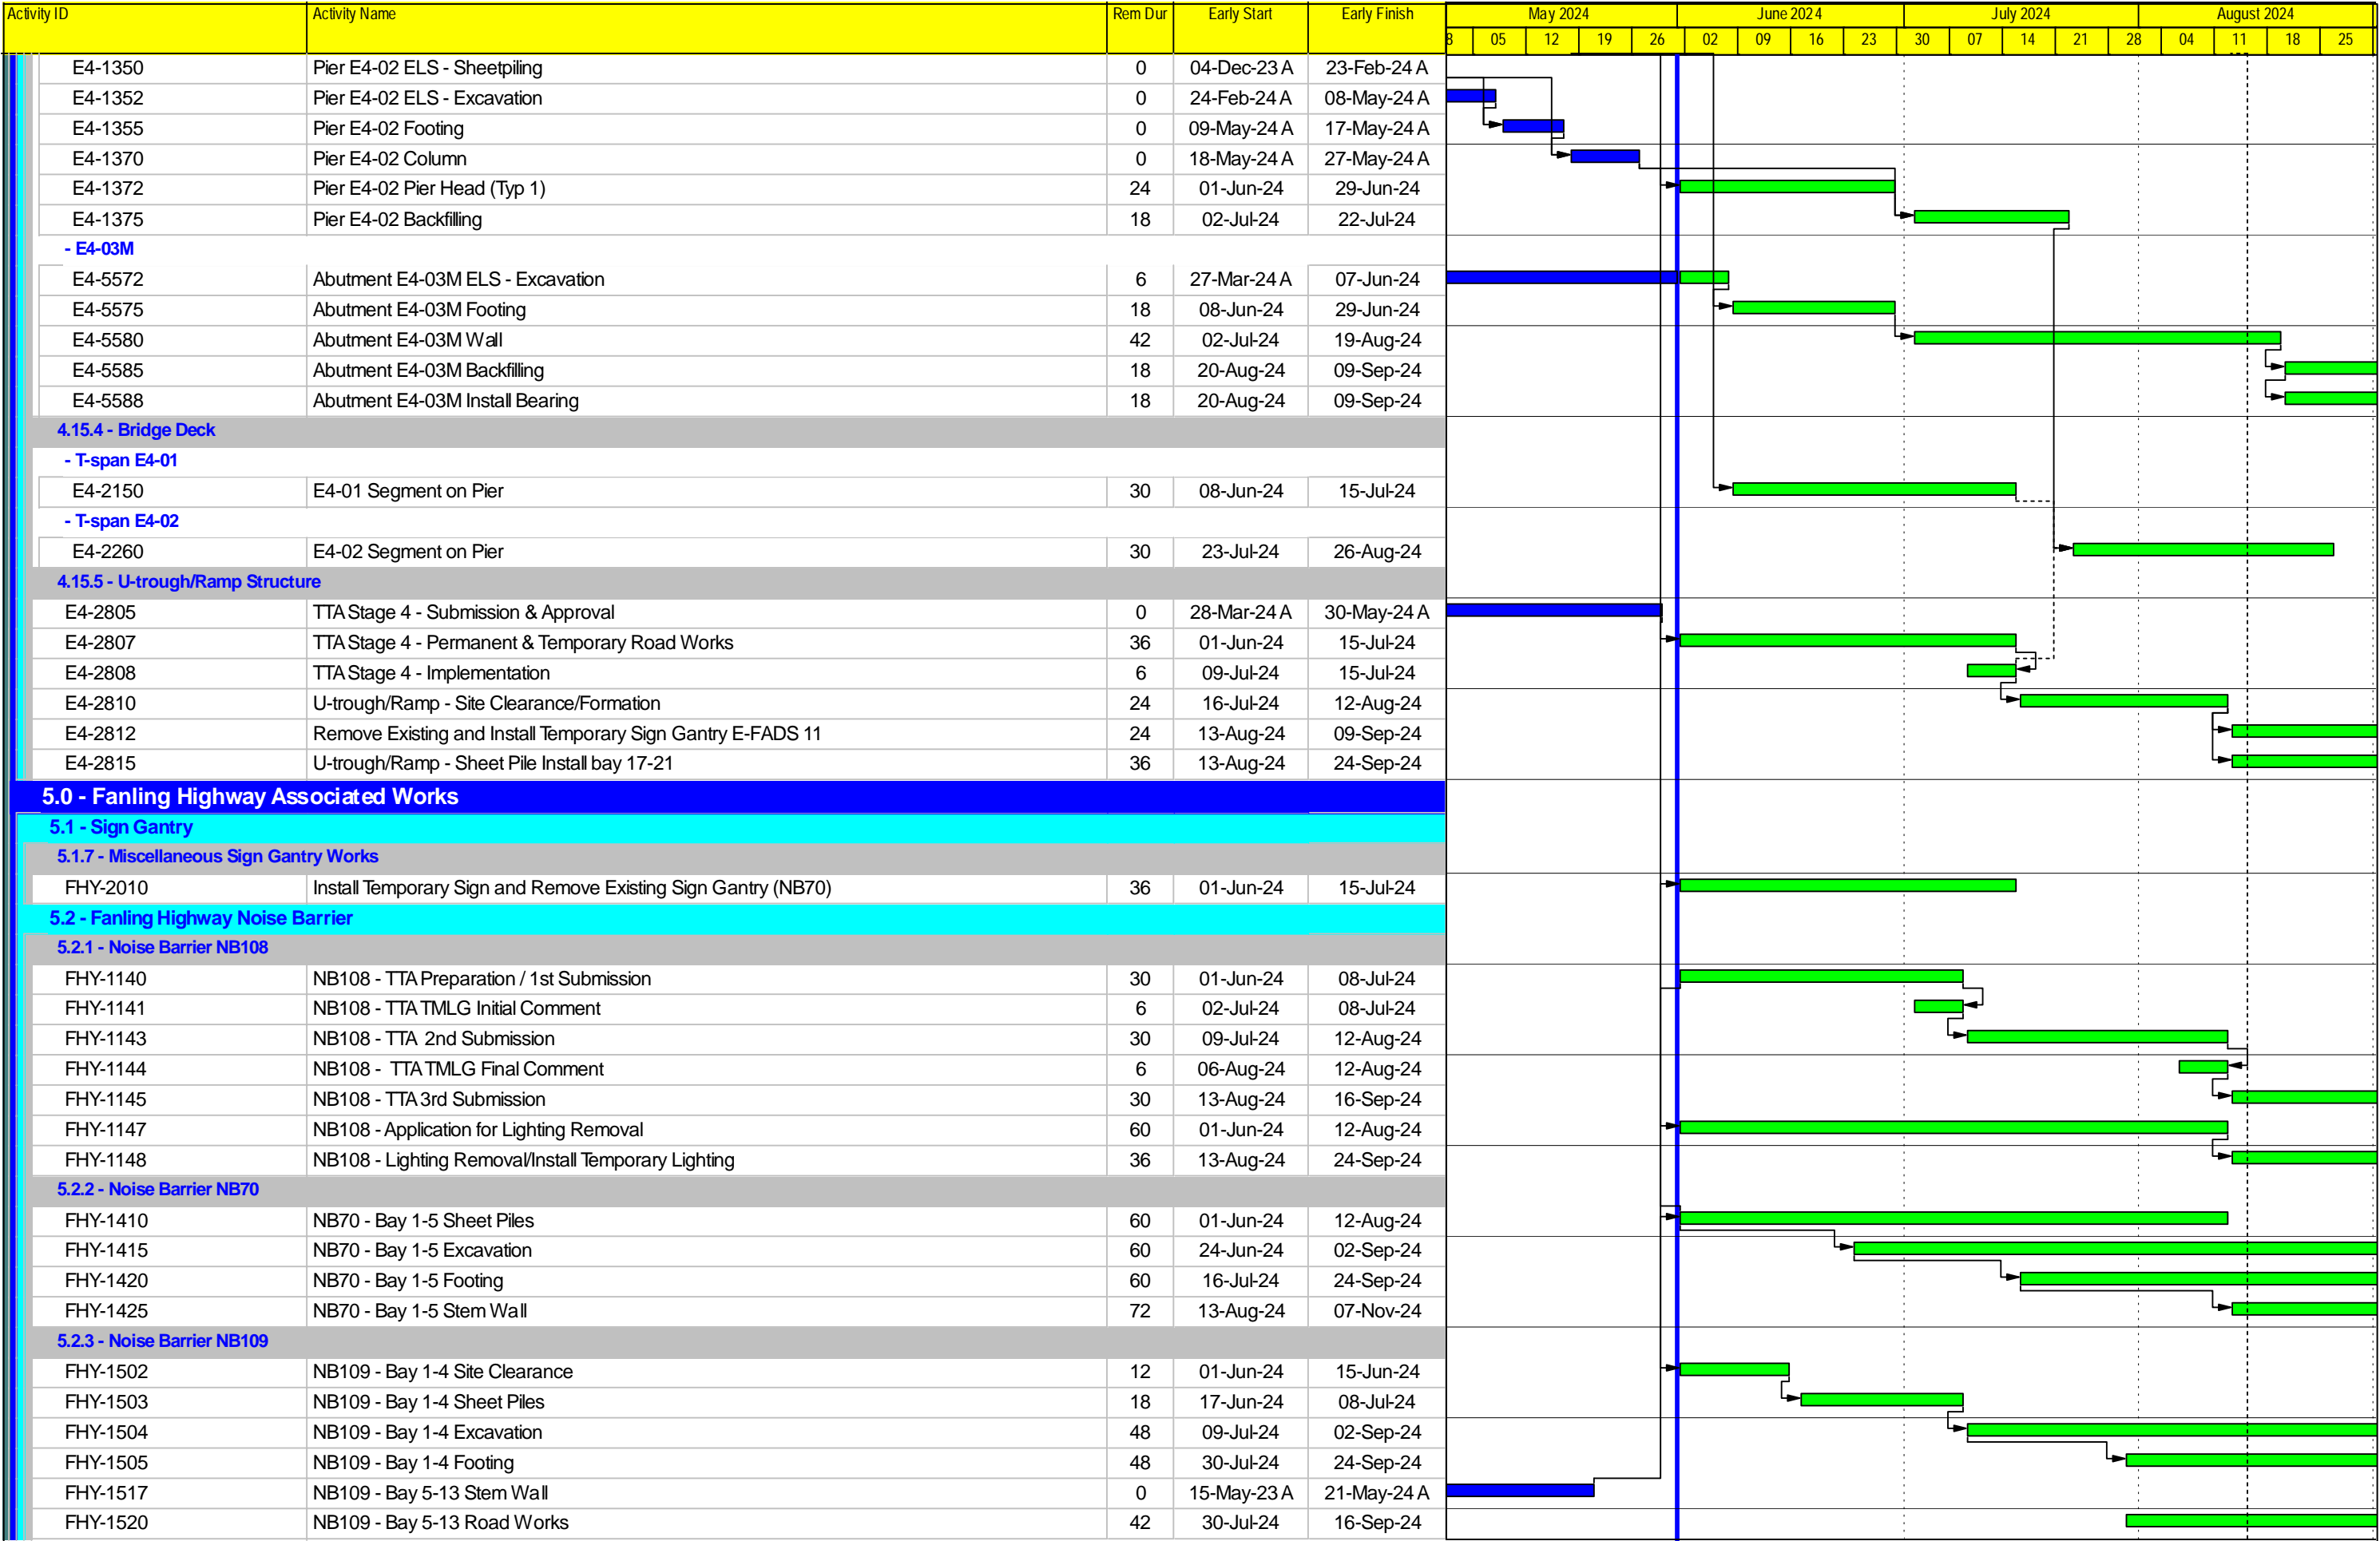 Activity ID Activity Name Rem Dur Early Start Early Finish May 2024 June 2024 July 2024 August 2024
8 05 12 19 26 02 09 16 23 30 07 14 21 28 04 11 18 25
E4-1350 Pier E4-02 ELS - Sheetpiling 0 04-Dec-23 A 23-Feb-24 A
E4-1352 Pier E4-02 ELS - Excavation 0 24-Feb-24 A 08-May-24 A
E4-1355 Pier E4-02 Footing 0 09-May-24 A 17-May-24 A
E4-1370 Pier E4-02 Column 0 18-May-24 A 27-May-24 A
E4-1372 Pier E4-02 Pier Head (Typ 1) 24 01-Jun-24 29-Jun-24
E4-1375 Pier E4-02 Backfilling 18 02-Jul-24 22-Jul-24
- E4-03M
E4-5572 Abutment E4-03M ELS - Excavation 6 27-Mar-24 A 07-Jun-24
E4-5575 Abutment E4-03M Footing 18 08-Jun-24 29-Jun-24
E4-5580 Abutment E4-03M Wall 42 02-Jul-24 19-Aug-24
E4-5585 Abutment E4-03M Backfilling 18 20-Aug-24 09-Sep-24
E4-5588 Abutment E4-03M Install Bearing 18 20-Aug-24 09-Sep-24
4.15.4 - Bridge Deck
- T-span E4-01
E4-2150 E4-01 Segment on Pier 30 08-Jun-24 15-Jul-24
- T-span E4-02
E4-2260 E4-02 Segment on Pier 30 23-Jul-24 26-Aug-24
4.15.5 - U-trough/Ramp Structure
E4-2805 TTA Stage 4 - Submission & Approval 0 28-Mar-24 A 30-May-24 A
E4-2807 TTA Stage 4 - Permanent & Temporary Road Works 36 01-Jun-24 15-Jul-24
E4-2808 TTA Stage 4 - Implementation 6 09-Jul-24 15-Jul-24
E4-2810 U-trough/Ramp - Site Clearance/Formation 24 16-Jul-24 12-Aug-24
E4-2812 Remove Existing and Install Temporary Sign Gantry E-FADS 11 24 13-Aug-24 09-Sep-24
E4-2815 U-trough/Ramp - Sheet Pile Install bay 17-21 36 13-Aug-24 24-Sep-24
5.0 - Fanling Highway Associated Works
5.1 - Sign Gantry
5.1.7 - Miscellaneous Sign Gantry Works
FHY-2010 Install Temporary Sign and Remove Existing Sign Gantry (NB70) 36 01-Jun-24 15-Jul-24
5.2 - Fanling Highway Noise Barrier
5.2.1 - Noise Barrier NB108
FHY-1140 NB108 - TTA Preparation / 1st Submission 30 01-Jun-24 08-Jul-24
FHY-1141 NB108 - TTA TMLG Initial Comment 6 02-Jul-24 08-Jul-24
FHY-1143 NB108 - TTA 2nd Submission 30 09-Jul-24 12-Aug-24
FHY-1144 NB108 - TTA TMLG Final Comment 6 06-Aug-24 12-Aug-24
FHY-1145 NB108 - TTA 3rd Submission 30 13-Aug-24 16-Sep-24
FHY-1147 NB108 - Application for Lighting Removal 60 01-Jun-24 12-Aug-24
FHY-1148 NB108 - Lighting Removal/Install Temporary Lighting 36 13-Aug-24 24-Sep-24
5.2.2 - Noise Barrier NB70
FHY-1410 NB70 - Bay 1-5 Sheet Piles 60 01-Jun-24 12-Aug-24
FHY-1415 NB70 - Bay 1-5 Excavation 60 24-Jun-24 02-Sep-24
FHY-1420 NB70 - Bay 1-5 Footing 60 16-Jul-24 24-Sep-24
FHY-1425 NB70 - Bay 1-5 Stem Wall 72 13-Aug-24 07-Nov-24
5.2.3 - Noise Barrier NB109
FHY-1502 NB109 - Bay 1-4 Site Clearance 12 01-Jun-24 15-Jun-24
FHY-1503 NB109 - Bay 1-4 Sheet Piles 18 17-Jun-24 08-Jul-24
FHY-1504 NB109 - Bay 1-4 Excavation 48 09-Jul-24 02-Sep-24
FHY-1505 NB109 - Bay 1-4 Footing 48 30-Jul-24 24-Sep-24
FHY-1517 NB109 - Bay 5-13 Stem Wall 0 15-May-23 A 21-May-24 A
FHY-1520 NB109 - Bay 5-13 Road Works 42 30-Jul-24 16-Sep-24